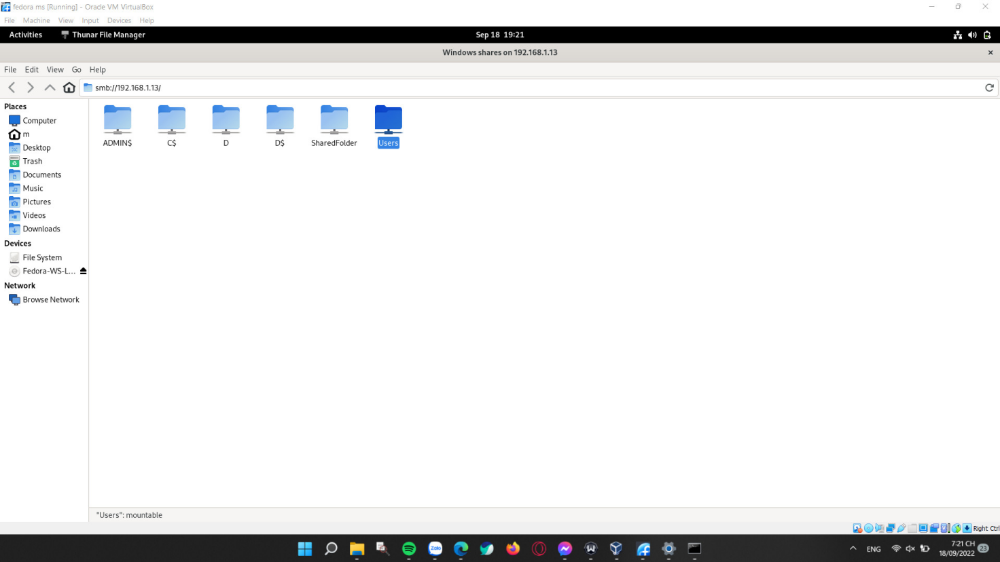 fedora ms [Running] - Oracle VM VirtualBox
File Machine View Input Devices Help
Activities Thunar File Manager Sep 18 19:21
Windows shares on 192.168.1.13
File Edit View Go Help
smb://192.168.1.13/
Places
Computer
m
Desktop
Trash
Documents
Music
Pictures
Videos
Downloads
Devices
File System
Fedora-WS-L...
Network
Browse Network
ADMIN$ C$ D D$ SharedFolder Users
"Users": mountable
Right Ctrl
Zalo
ENG
7:21 CH
18/09/2022
23